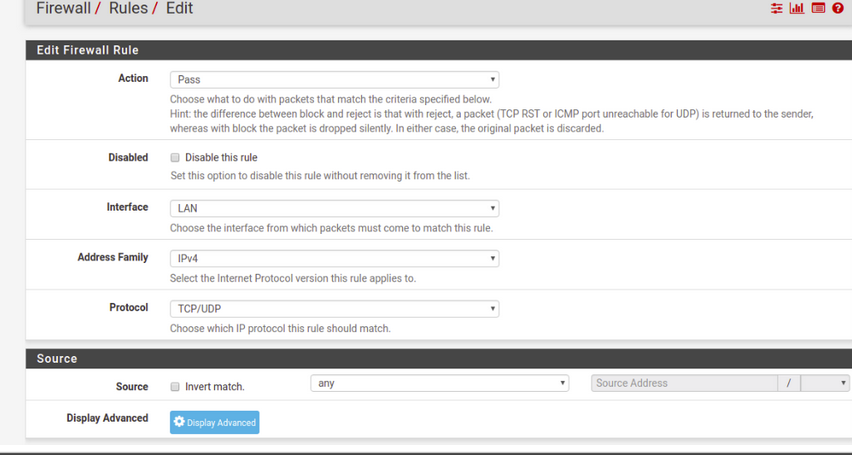 Firewall / Rules / Edit
Edit Firewall Rule
Action
Pass
Choose what to do with packets that match the criteria specified below.
Hint: the difference between block and reject is that with reject, a packet (TCP RST or ICMP port unreachable for UDP) is returned to the sender,
whereas with block the packet is dropped silently. In either case, the original packet is discarded.
Disabled
Disable this rule
Set this option to disable this rule without removing it from the list.
Interface
LAN
Choose the interface from which packets must come to match this rule.
Address Family
IPv4
Select the Internet Protocol version this rule applies to.
Protocol
TCP/UDP
Choose which IP protocol this rule should match.
Source
Source
Invert match.
any
Source Address
/
Display Advanced
Display Advanced